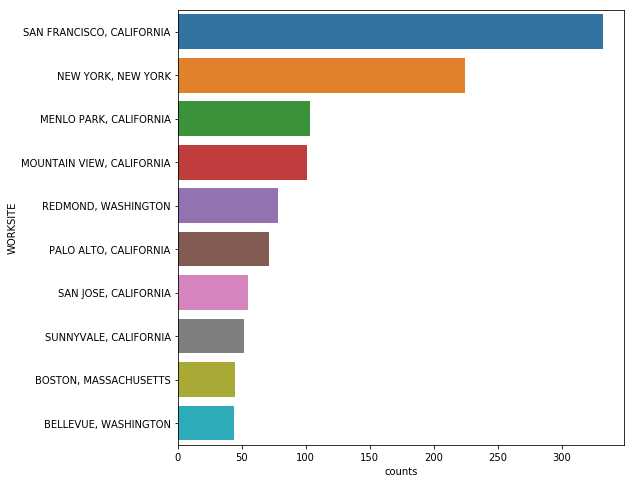 SAN FRANCISCO, CALIFORNIA
NEW YORK, NEW YORK
MENLO PARK, CALIFORNIA
MOUNTAIN VIEW, CALIFORNIA
REDMOND, WASHINGTON
PALO ALTO, CALIFORNIA
SAN JOSE, CALIFORNIA
SUNNYVALE, CALIFORNIA
BOSTON, MASSACHUSETTS
BELLEVUE, WASHINGTON
WORKSITE
0 50 100 150 200 250 300
counts